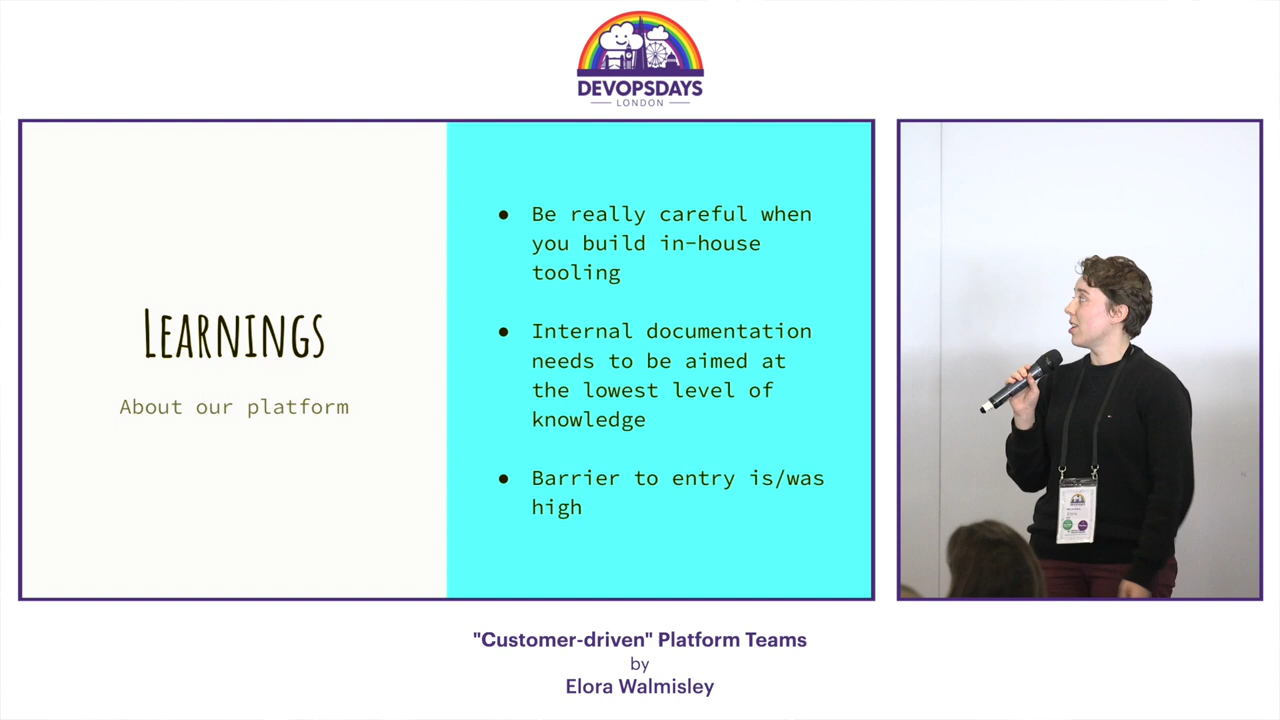 DEVOPSDAYS
LONDON
LEARNINGS
About our platform
● Be really careful when
you build in-house
tooling
● Internal documentation
needs to be aimed at
the lowest level of
knowledge
● Barrier to entry is/was
high
"Customer-driven" Platform Teams
by
Elora Walmisley